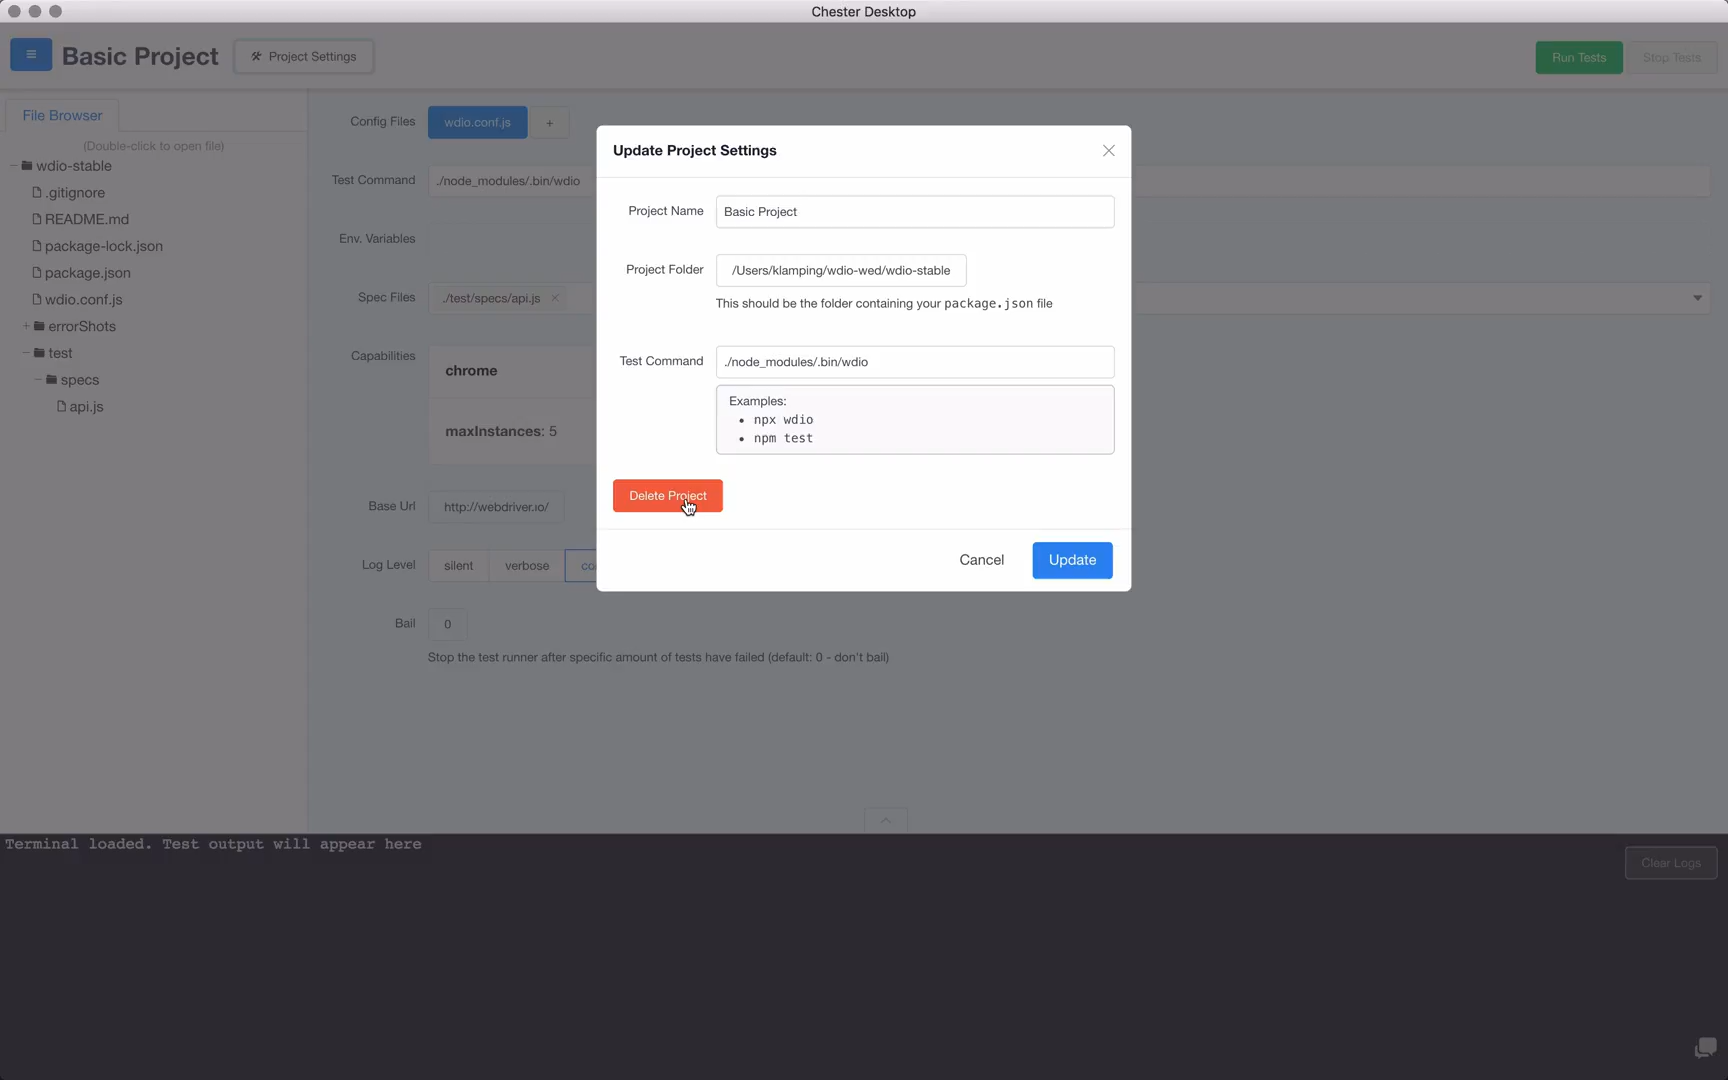 Chester Desktop
Basic Project
Project Settings
Run Tests
Stop Tests
File Browser
(Double-click to open file)
wdio-stable
.gitignore
README.md
package-lock.json
package.json
wdio.conf.js
errorShots
test
specs
api.js
Config Files
wdio.conf.js
+
Test Command
./node_modules/.bin/wdio
Env. Variables
Spec Files
./test/specs/api.js
Capabilities
chrome
maxInstances: 5
Base Url
http://webdriver.io/
Log Level
silent
verbose
co
Bail
0
Stop the test runner after specific amount of tests have failed (default: 0 - don't bail)
Update Project Settings
Project Name
Basic Project
Project Folder
/Users/klamping/wdio-wed/wdio-stable
This should be the folder containing your package.json file
Test Command
./node_modules/.bin/wdio
Examples:
• npx wdio
• npm test
Delete Project
Cancel
Update
Terminal loaded. Test output will appear here
Clear Logs